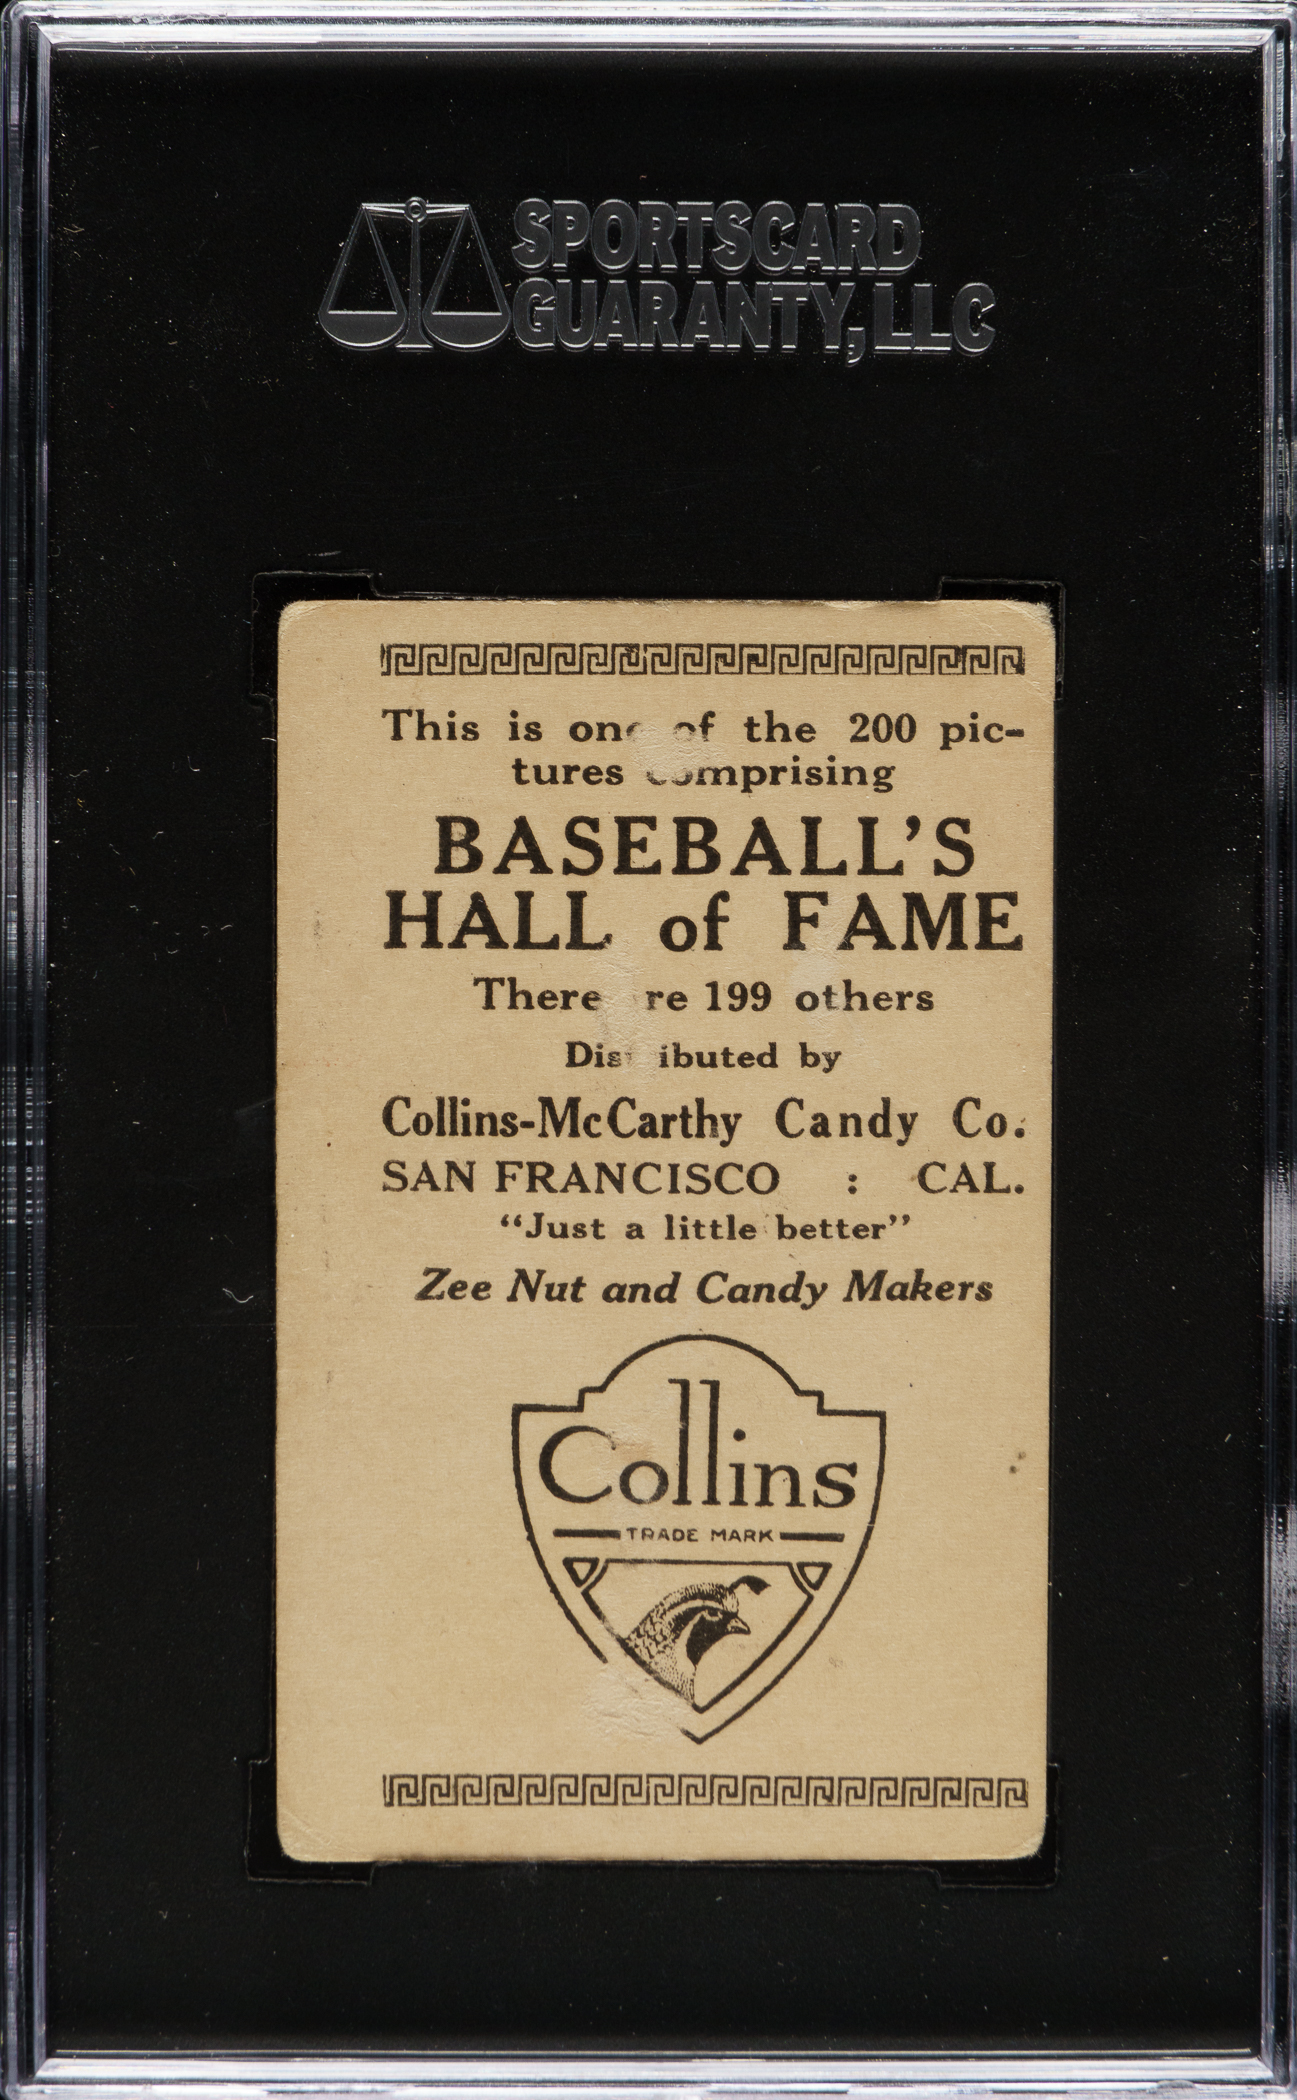 SPORTSCARD
GUARANTY, LLC
This is one of the 200 pic-
tures comprising
BASEBALL'S
HALL of FAME
There re 199 others
Dis ibuted by
Collins-McCarthy Candy Co.
SAN FRANCISCO : CAL.
"Just a little better"
Zee Nut and Candy Makers
Collins
TRADE MARK